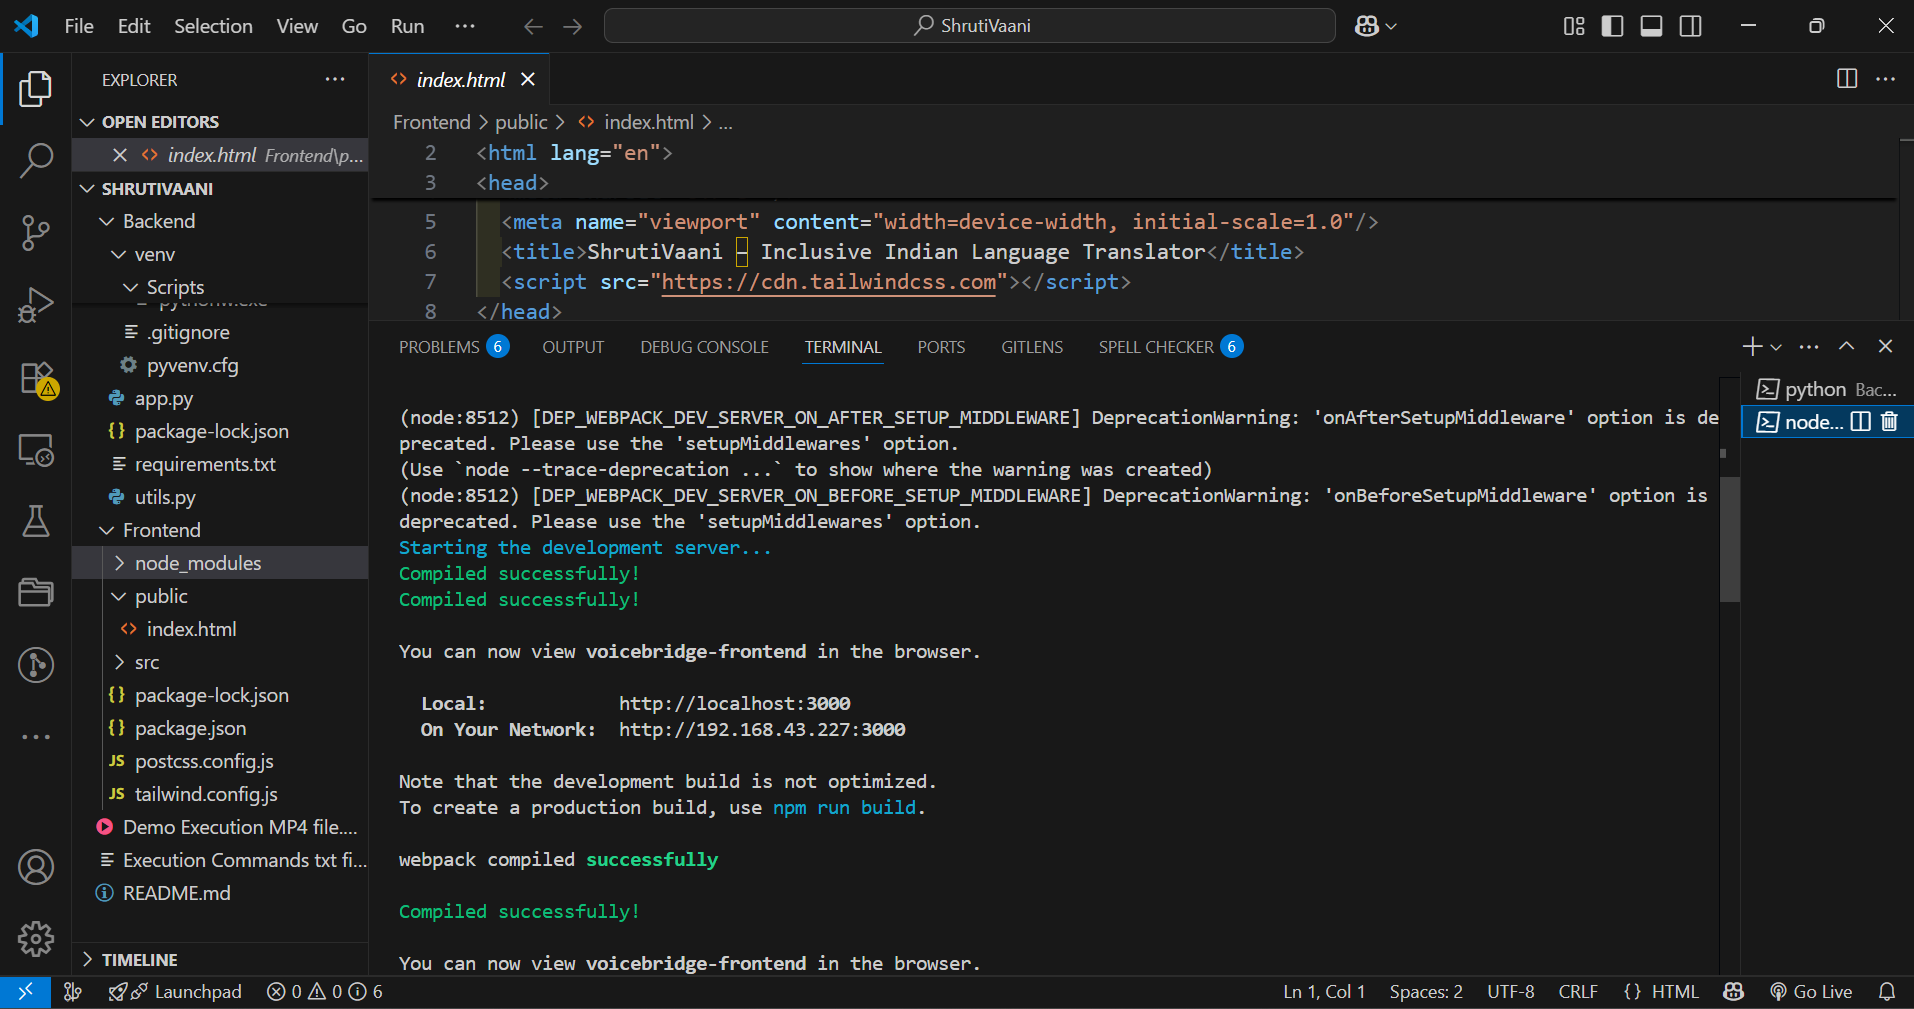 File Edit Selection View Go Run ...
ShrutiVaani
EXPLORER
OPEN EDITORS
index.html Frontend\p...
SHRUTIVAANI
Backend
venv
Scripts
.gitignore
pyvenv.cfg
app.py
package-lock.json
requirements.txt
utils.py
Frontend
node_modules
public
index.html
src
package-lock.json
package.json
postcss.config.js
tailwind.config.js
Demo Execution MP4 file....
Execution Commands txt fi...
README.md
TIMELINE
index.html
Frontend > public > index.html > ...
2 <html lang="en">
3 <head>
5 <meta name="viewport" content="width=device-width, initial-scale=1.0"/>
6 <title>ShrutiVaani – Inclusive Indian Language Translator</title>
7 <script src="https://cdn.tailwindcss.com"></script>
8 </head>
PROBLEMS 6 OUTPUT DEBUG CONSOLE TERMINAL PORTS GITLENS SPELL CHECKER 6
(node:8512) [DEP_WEBPACK_DEV_SERVER_ON_AFTER_SETUP_MIDDLEWARE] DeprecationWarning: 'onAfterSetupMiddleware' option is de
precated. Please use the 'setupMiddlewares' option.
(Use `node --trace-deprecation ...` to show where the warning was created)
(node:8512) [DEP_WEBPACK_DEV_SERVER_ON_BEFORE_SETUP_MIDDLEWARE] DeprecationWarning: 'onBeforeSetupMiddleware' option is
deprecated. Please use the 'setupMiddlewares' option.
Starting the development server...
Compiled successfully!
Compiled successfully!
You can now view voicebridge-frontend in the browser.
Local: http://localhost:3000
On Your Network: http://192.168.43.227:3000
Note that the development build is not optimized.
To create a production build, use npm run build.
webpack compiled successfully
Compiled successfully!
You can now view voicebridge-frontend in the browser.
python Bac...
node...
Launchpad 0 0 6 Ln 1, Col 1 Spaces: 2 UTF-8 CRLF {} HTML Go Live